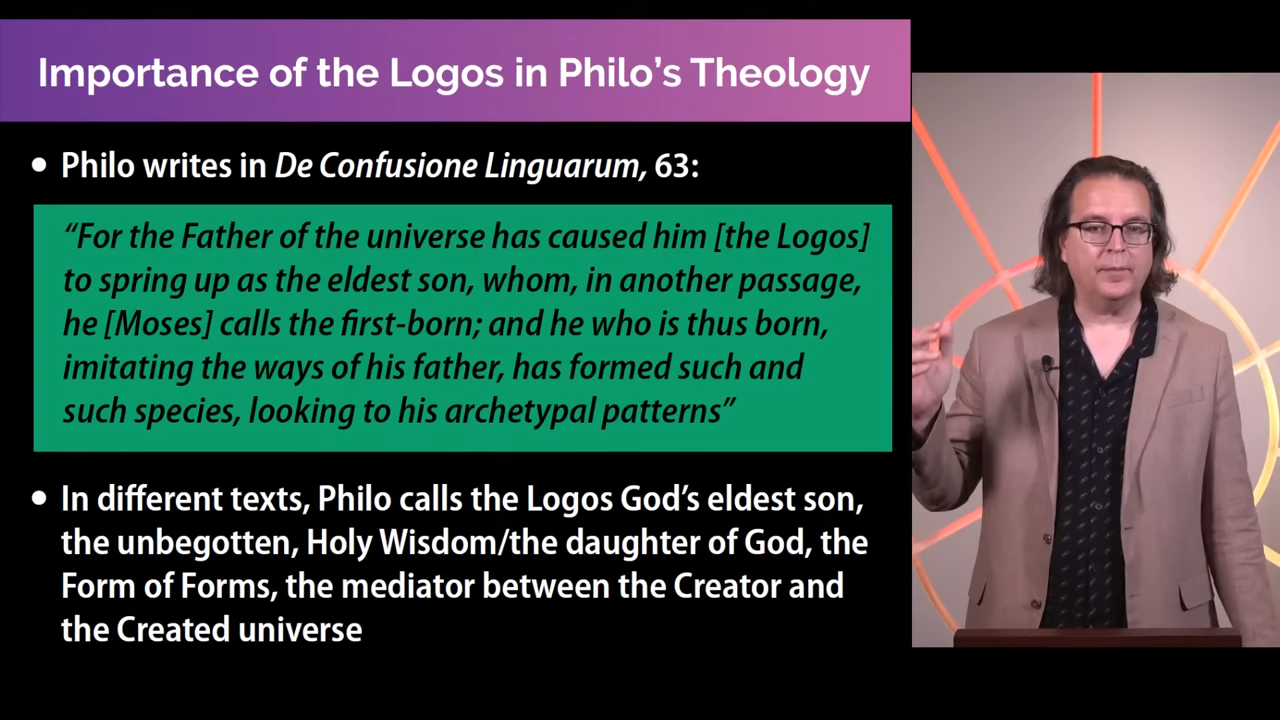 Importance of the Logos in Philo’s Theology
• Philo writes in De Confusione Linguarum, 63:
“For the Father of the universe has caused him [the Logos]
to spring up as the eldest son, whom, in another passage,
he [Moses] calls the first-born; and he who is thus born,
imitating the ways of his father, has formed such and
such species, looking to his archetypal patterns”
• In different texts, Philo calls the Logos God’s eldest son,
the unbegotten, Holy Wisdom/the daughter of God, the
Form of Forms, the mediator between the Creator and
the Created universe